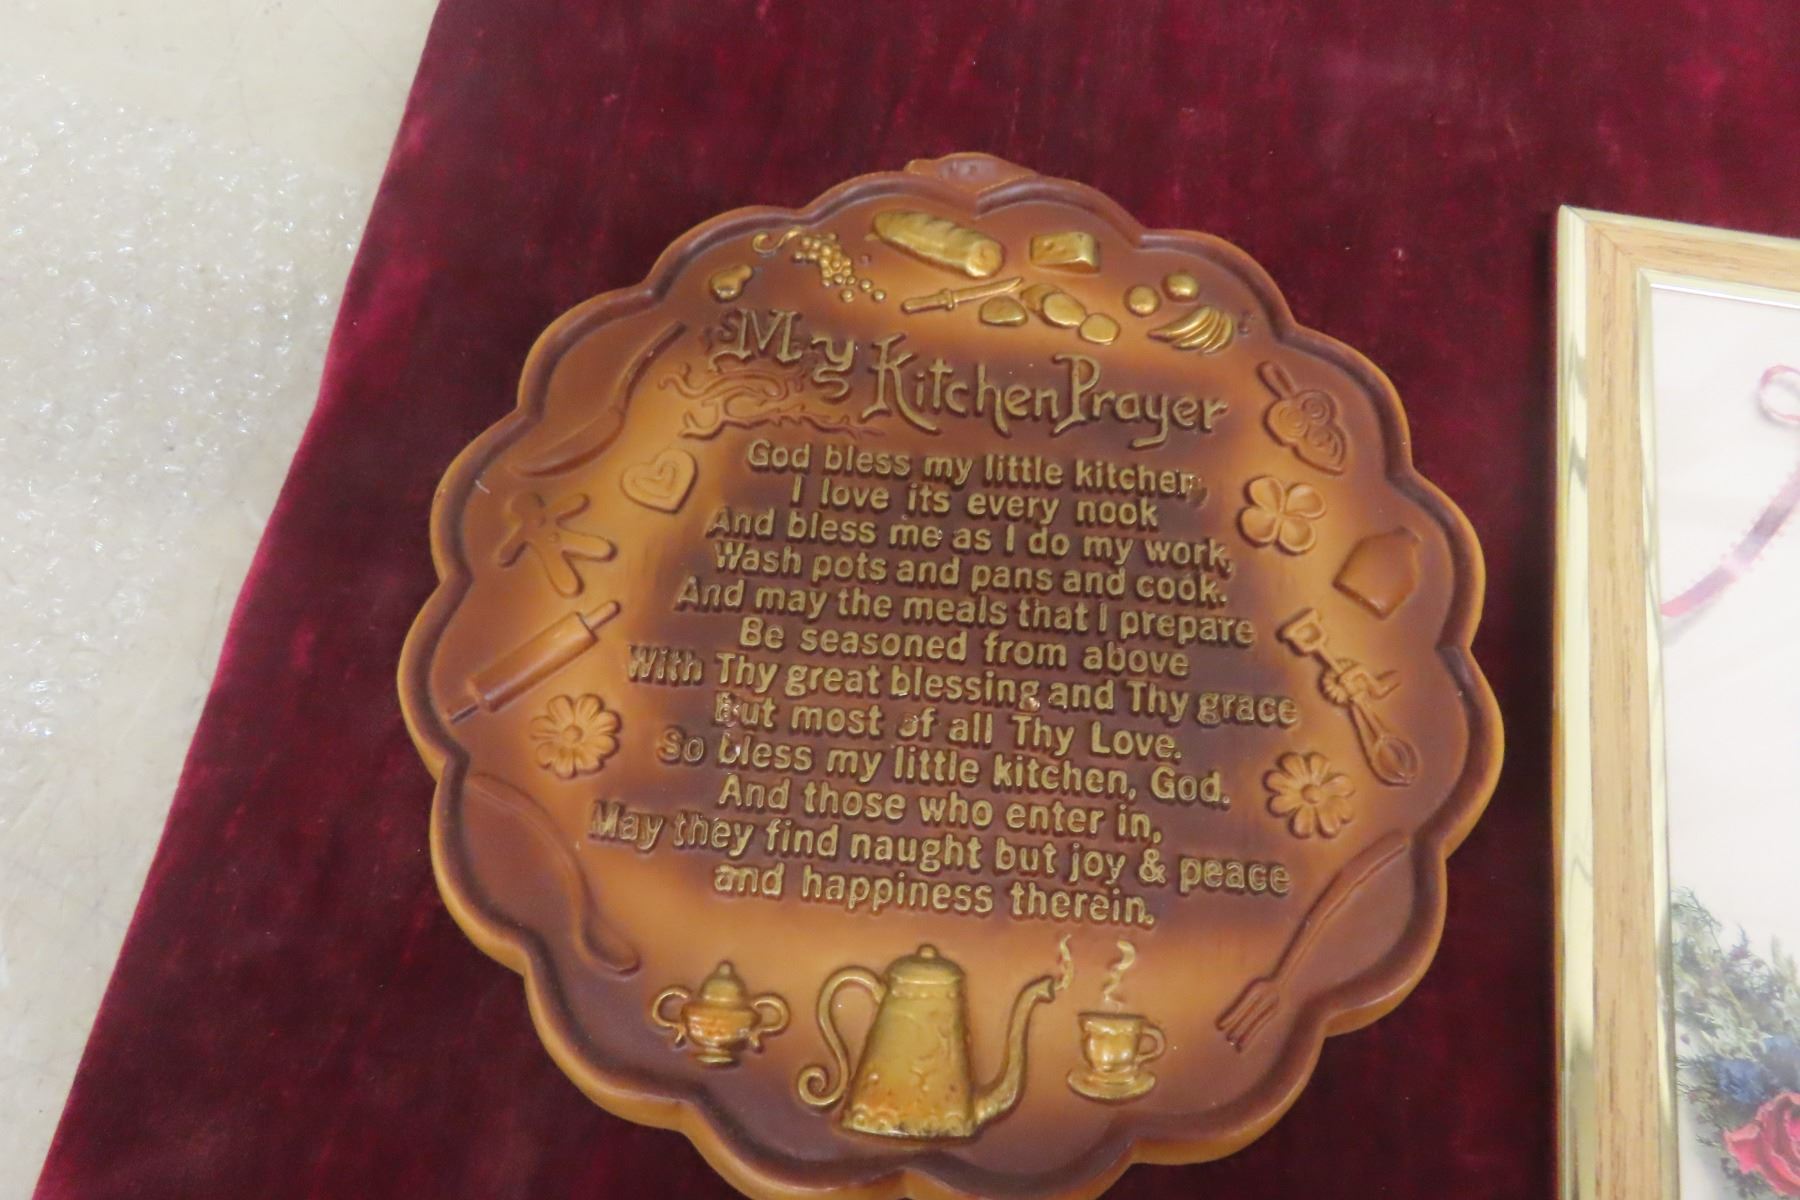 My Kitchen Prayer
God bless my little kitchen,
I love its every nook
And bless me as I do my work,
Wash pots and pans and cook.
And may the meals that I prepare
Be seasoned from above
With Thy great blessing and Thy grace
But most of all Thy Love.
So bless my little kitchen, God.
And those who enter in,
May they find naught but joy & peace
and happiness therein.